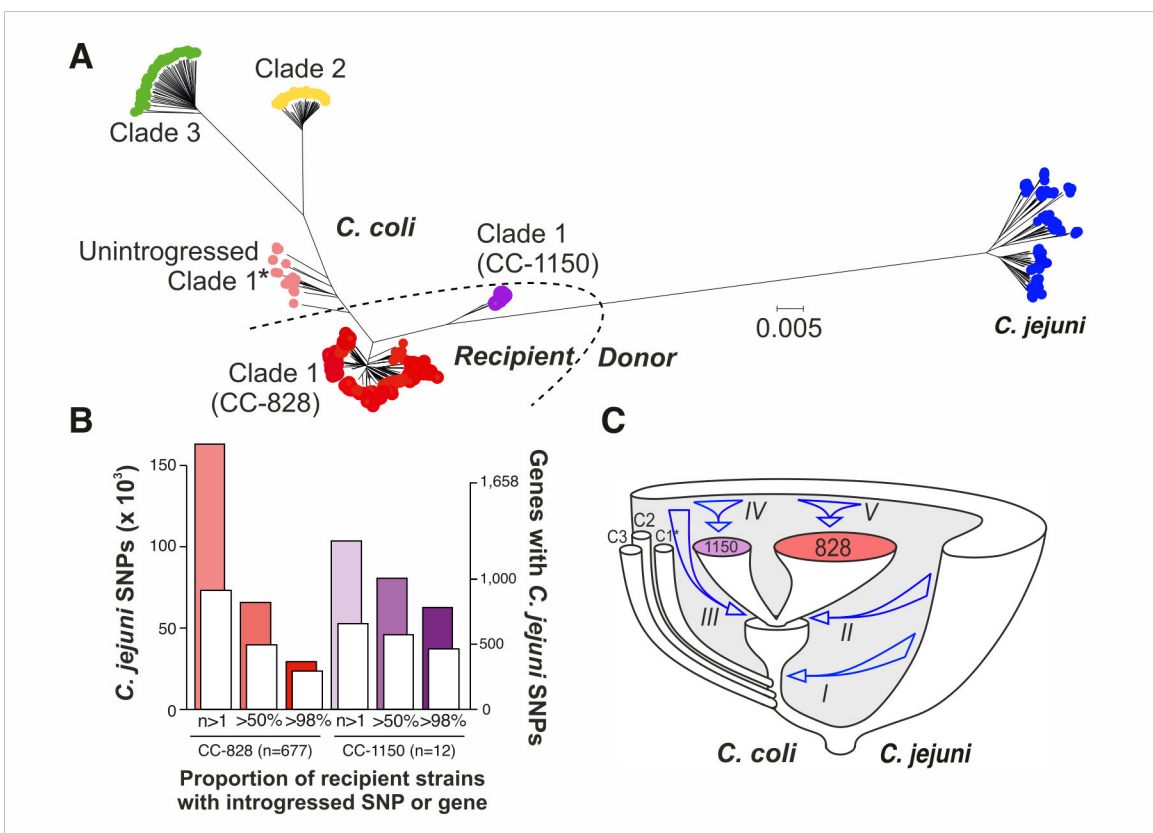 A
Clade 3
Clade 2
C. coli
Unintrogressed
Clade 1*
Clade 1
(CC-1150)
0.005
C. jejuni
Recipient
Donor
Clade 1
(CC-828)
B
C. jejuni SNPs (x 10³)
150
100
50
0
1,658
1,000
500
0
Genes with C. jejuni SNPs
n>1 >50% >98% n>1 >50% >98%
CC-828 (n=677) CC-1150 (n=12)
Proportion of recipient strains
with introgressed SNP or gene
C
C3 C2 C1*
IV
V
1150
828
III
II
I
C. coli
C. jejuni